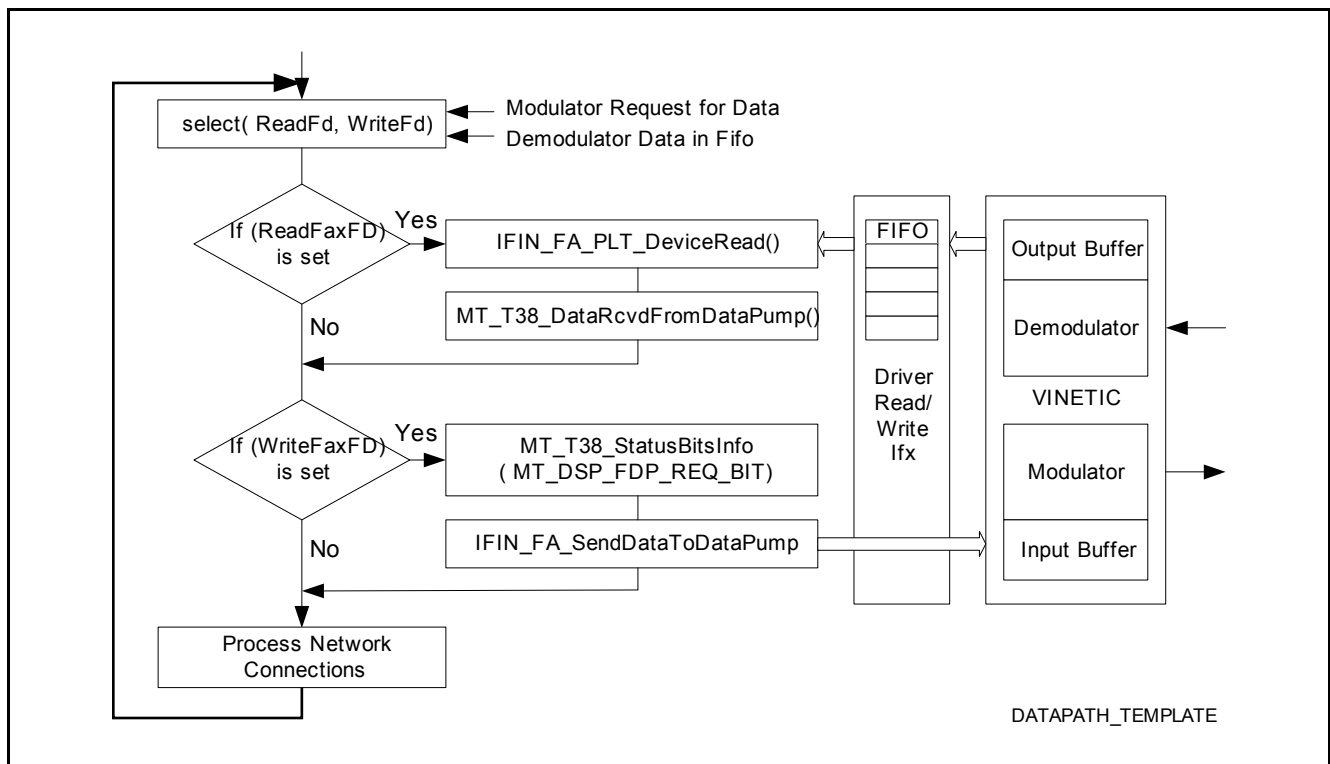 select( ReadFd, WriteFd)
Modulator Request for Data
Demodulator Data in Fifo
If (ReadFaxFD)
is set
Yes
No
IFIN_FA_PLT_DeviceRead()
MT_T38_DataRcvdFromDataPump()
FIFO
Driver
Read/
Write
Ifx
Output Buffer
Demodulator
VINETIC
Modulator
Input Buffer
If (WriteFaxFD)
is set
Yes
No
MT_T38_StatusBitsInfo
( MT_DSP_FDP_REQ_BIT)
IFIN_FA_SendDataToDataPump
Process Network
Connections
DATAPATH_TEMPLATE